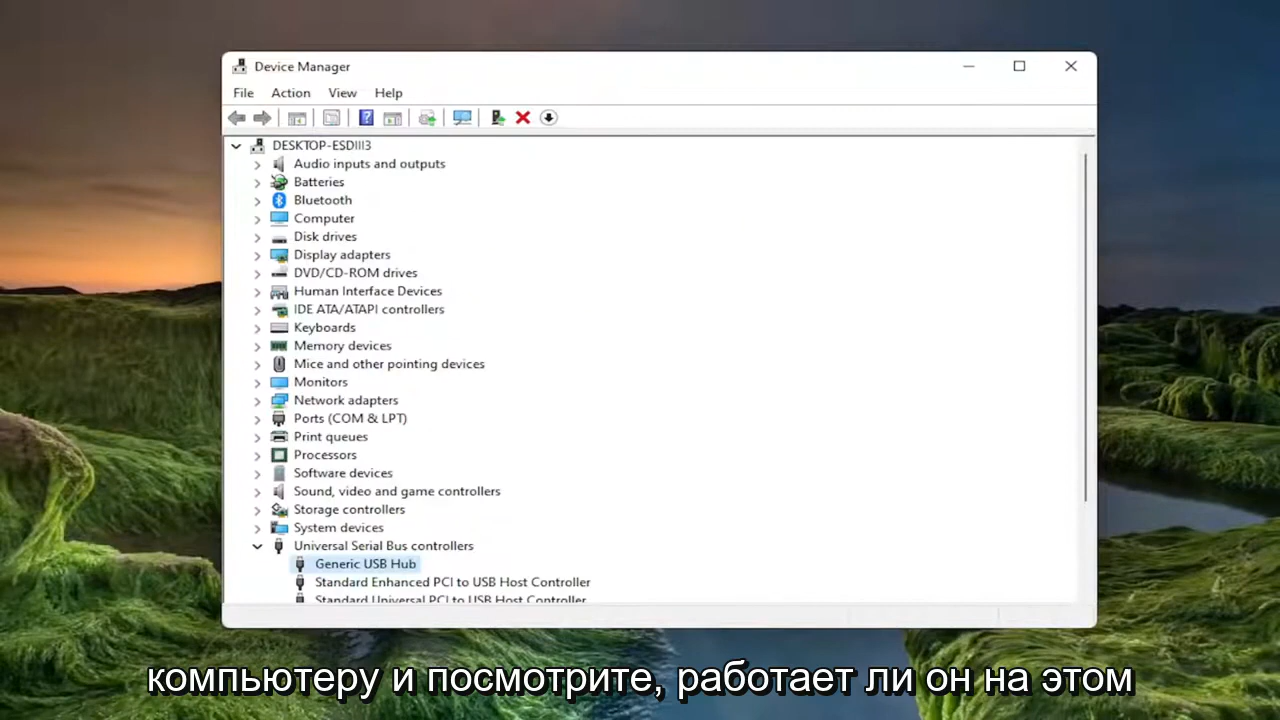 Device Manager
File Action View Help
DESKTOP-ESDIII3
Audio inputs and outputs
Batteries
Bluetooth
Computer
Disk drives
Display adapters
DVD/CD-ROM drives
Human Interface Devices
IDE ATA/ATAPI controllers
Keyboards
Memory devices
Mice and other pointing devices
Monitors
Network adapters
Ports (COM & LPT)
Print queues
Processors
Software devices
Sound, video and game controllers
Storage controllers
System devices
Universal Serial Bus controllers
Generic USB Hub
Standard Enhanced PCI to USB Host Controller
Standard Universal PCI to USB Host Controller
компьютеру и посмотрите, работает ли он на этом